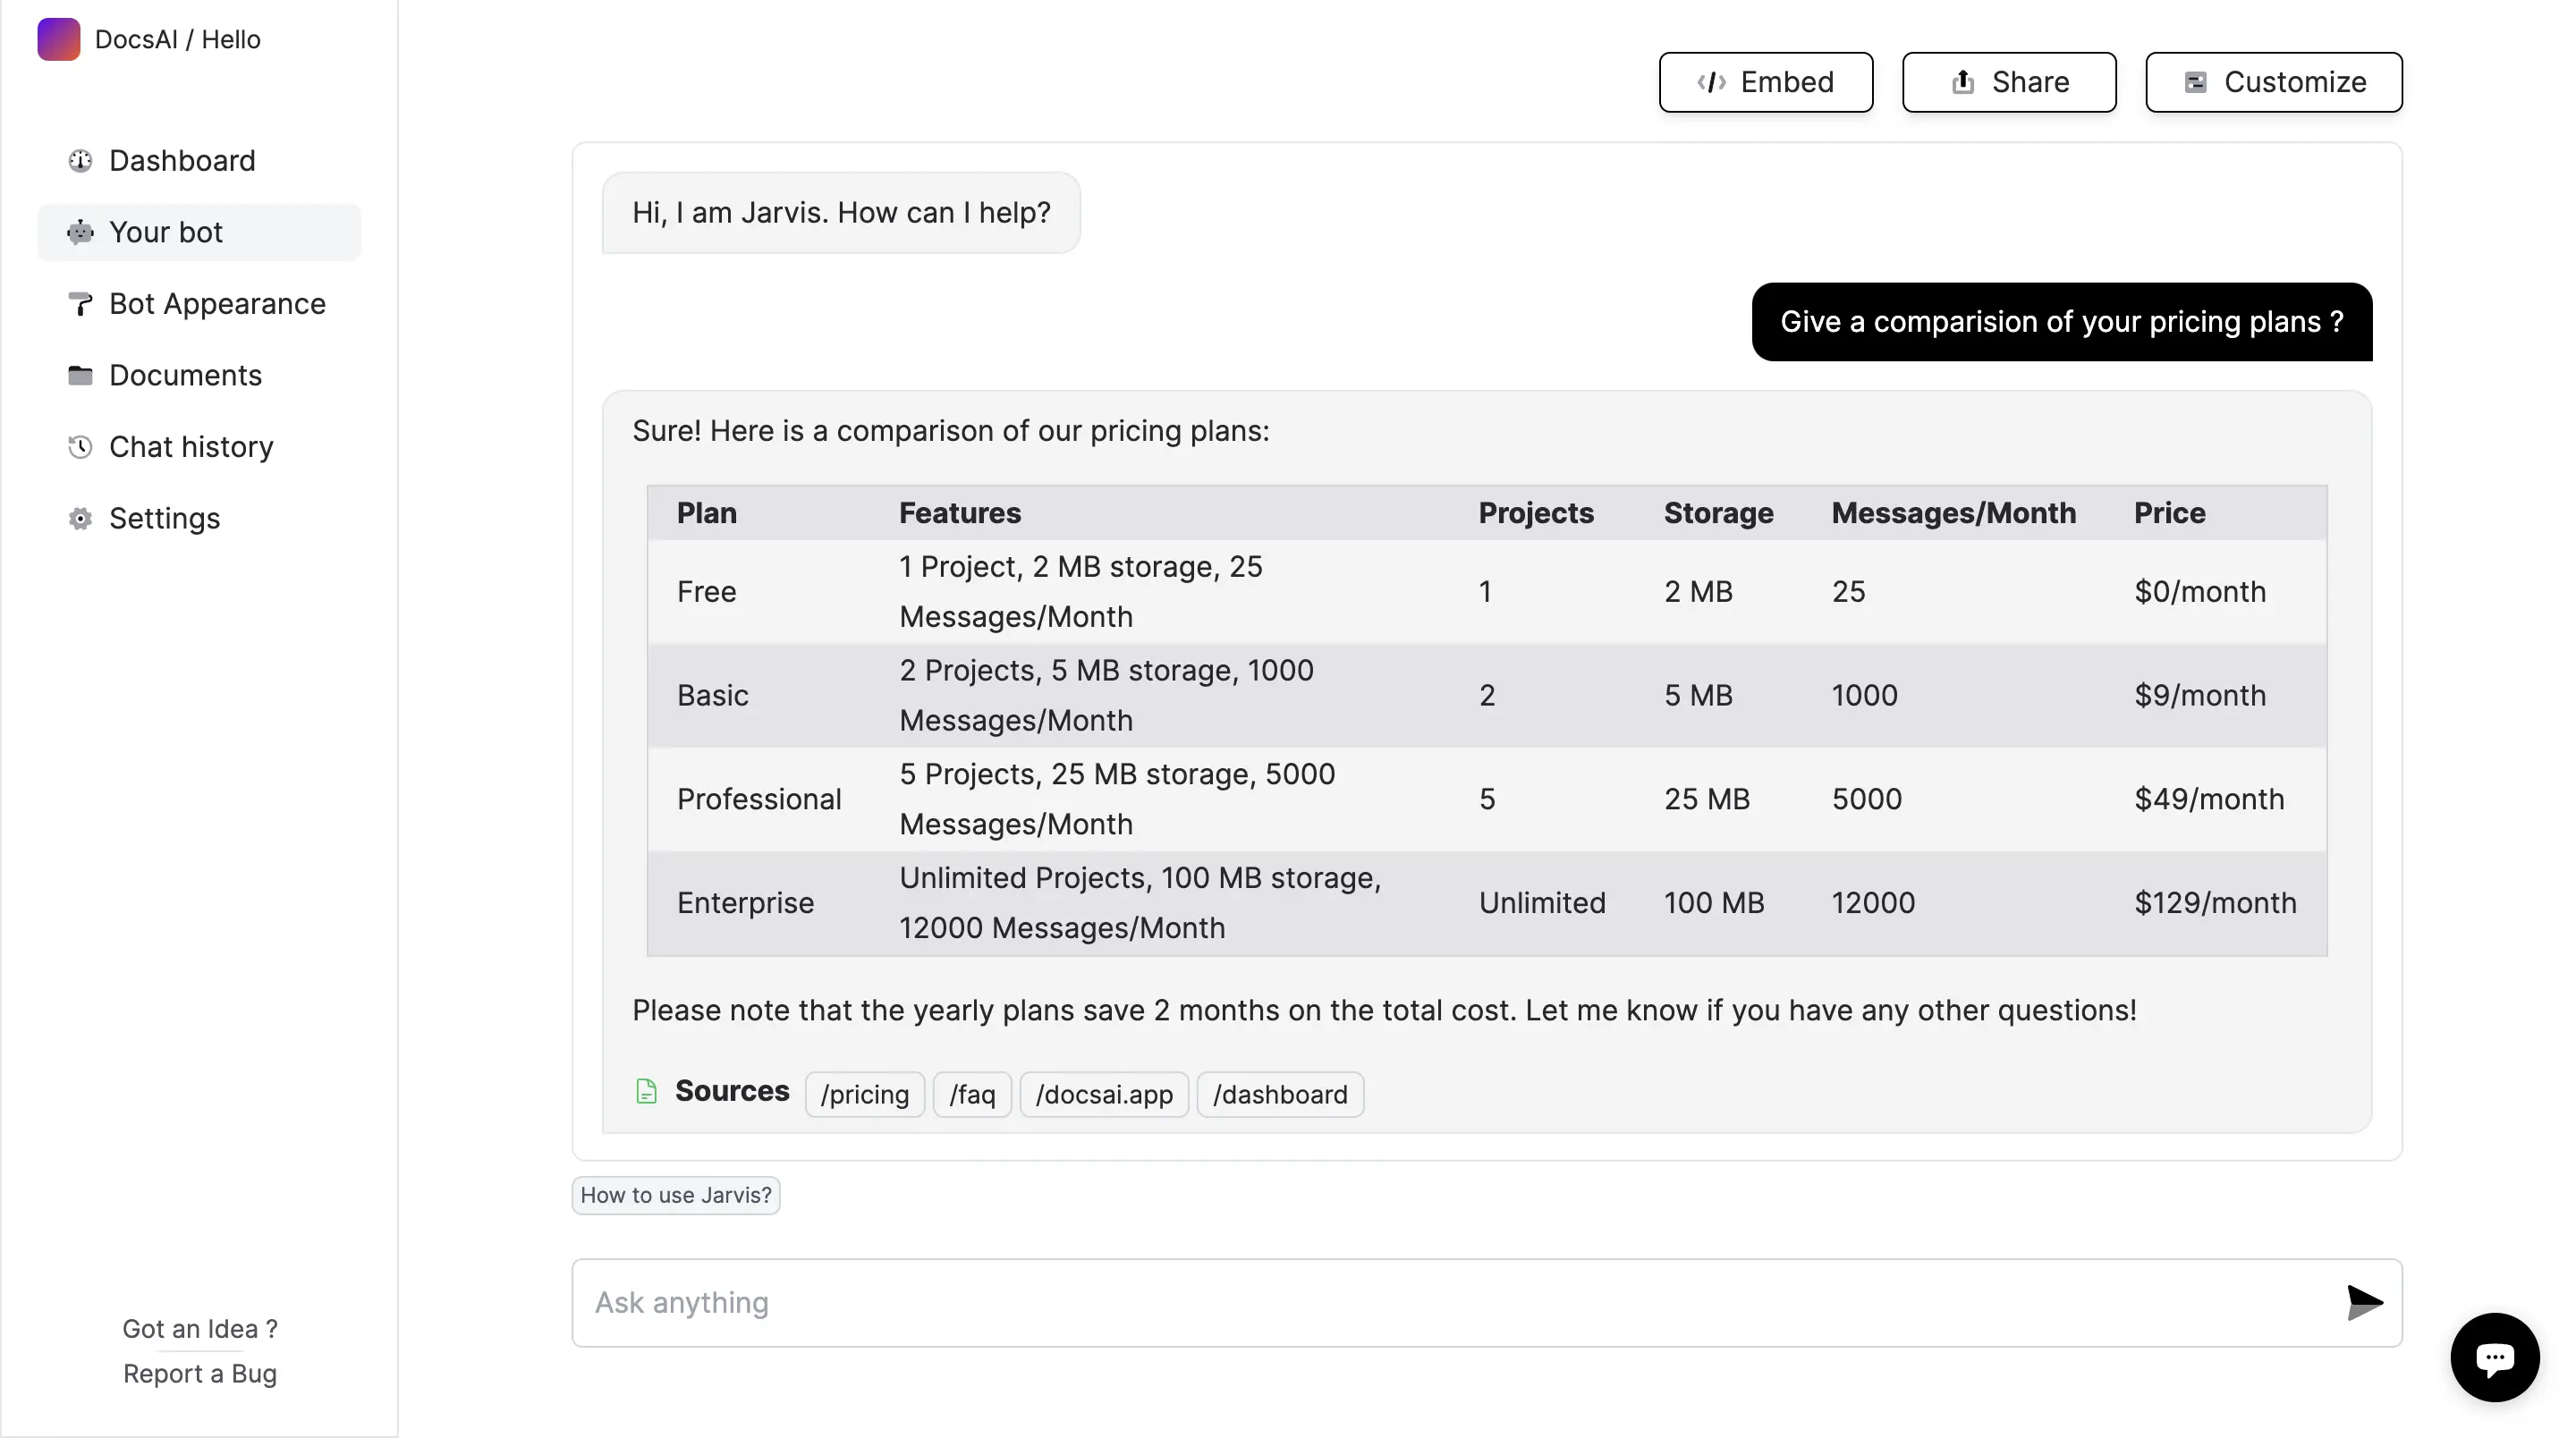 DocsAI / Hello
Dashboard
Your bot
Bot Appearance
Documents
Chat history
Settings
Got an Idea ?
Report a Bug
Embed
Share
Customize
Hi, I am Jarvis. How can I help?
Give a comparision of your pricing plans ?
Sure! Here is a comparison of our pricing plans:
Plan Features Projects Storage Messages/Month Price
Free 1 Project, 2 MB storage, 25 Messages/Month 1 2 MB 25 $0/month
Basic 2 Projects, 5 MB storage, 1000 Messages/Month 2 5 MB 1000 $9/month
Professional 5 Projects, 25 MB storage, 5000 Messages/Month 5 25 MB 5000 $49/month
Enterprise Unlimited Projects, 100 MB storage, 12000 Messages/Month Unlimited 100 MB 12000 $129/month
Please note that the yearly plans save 2 months on the total cost. Let me know if you have any other questions!
Sources /pricing /faq /docsai.app /dashboard
How to use Jarvis?
Ask anything